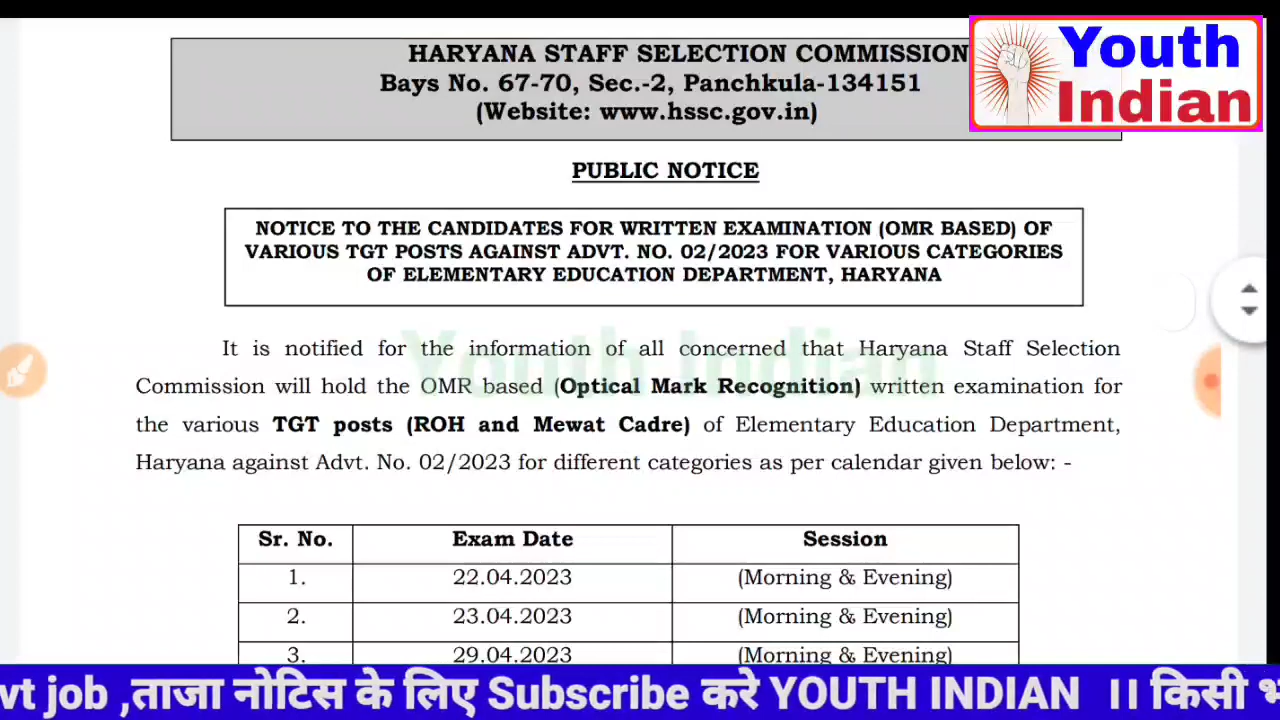 HARYANA STAFF SELECTION COMMISSION
Bays No. 67-70, Sec.-2, Panchkula-134151
(Website: www.hssc.gov.in)
Youth
Indian
PUBLIC NOTICE
NOTICE TO THE CANDIDATES FOR WRITTEN EXAMINATION (OMR BASED) OF
VARIOUS TGT POSTS AGAINST ADVT. NO. 02/2023 FOR VARIOUS CATEGORIES
OF ELEMENTARY EDUCATION DEPARTMENT, HARYANA
Youth Indian
It is notified for the information of all concerned that Haryana Staff Selection
Commission will hold the OMR based (Optical Mark Recognition) written examination for
the various TGT posts (ROH and Mewat Cadre) of Elementary Education Department,
Haryana against Advt. No. 02/2023 for different categories as per calendar given below: -
Sr. No. Exam Date Session
1. 22.04.2023 (Morning & Evening)
2. 23.04.2023 (Morning & Evening)
3. 29.04.2023 (Morning & Evening)
vt job ,ताजा नोटिस के लिए Subscribe करे YOUTH INDIAN ।। किसी